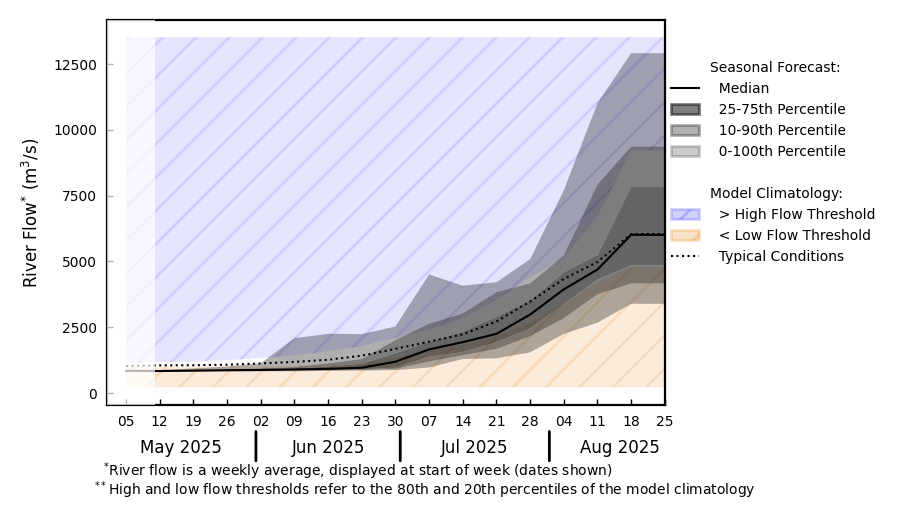 12500
10000
7500
5000
2500
0
River Flow* (m³/s)
05 12 19 26 02 09 16 23 30 07 14 21 28 04 11 18 25
May 2025 Jun 2025 Jul 2025 Aug 2025
Seasonal Forecast:
Median
25-75th Percentile
10-90th Percentile
0-100th Percentile
Model Climatology:
> High Flow Threshold
< Low Flow Threshold
Typical Conditions
*River flow is a weekly average, displayed at start of week (dates shown)
**High and low flow thresholds refer to the 80th and 20th percentiles of the model climatology